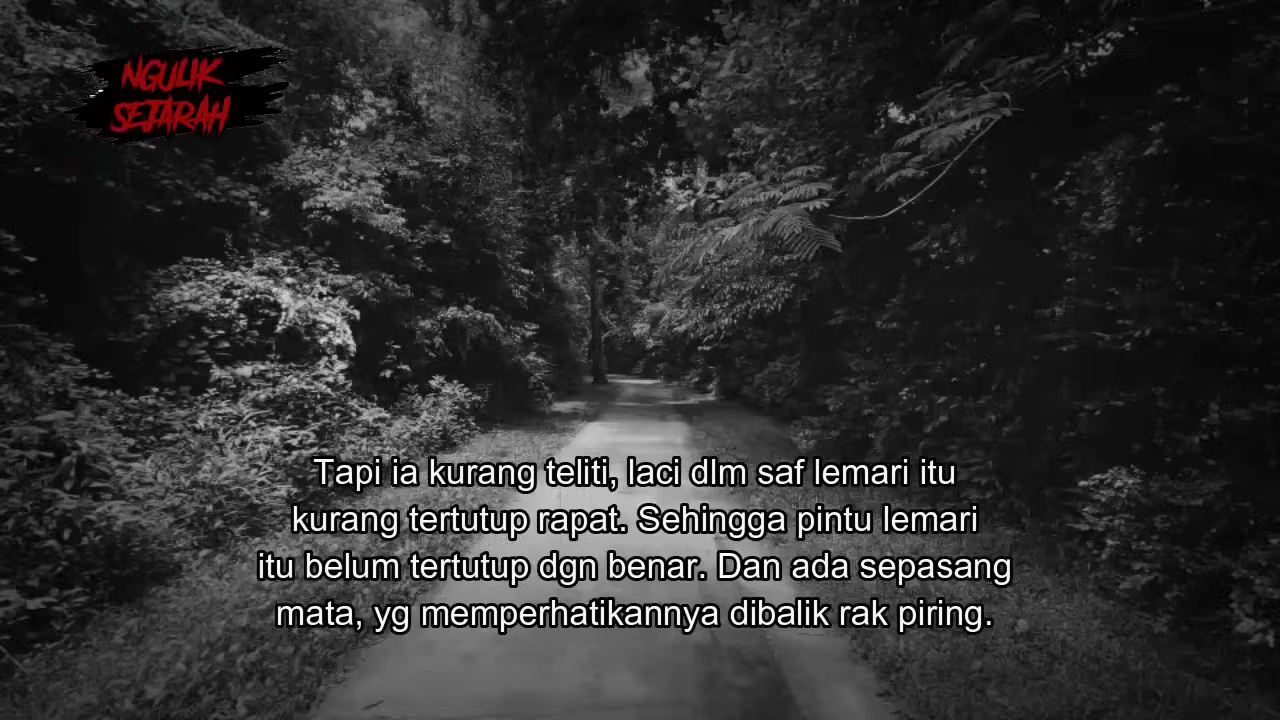 NGULIK
SEJARAH
Tapi ia kurang teliti, laci dlm saf lemari itu
kurang tertutup rapat. Sehingga pintu lemari
itu belum tertutup dgn benar. Dan ada sepasang
mata, yg memperhatikannya dibalik rak piring.